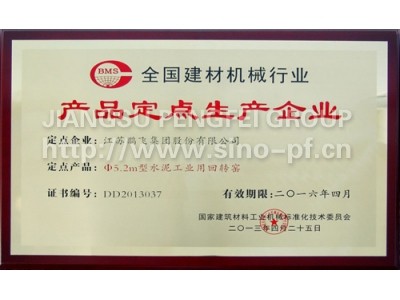 BMS
全国建材机械行业
产品定点生产企业
定点企业: 江苏鹏飞集团股份有限公司
JIANGSU PENGFEI GROUP
定点产品: Φ5.2m型水泥工业用回转窑
http://www.sino-pf.cn
证书编号: DD2013037 有效期限:二〇一六年四月
国家建筑材料工业机械标准化技术委员会
二〇一三年四月二十五日